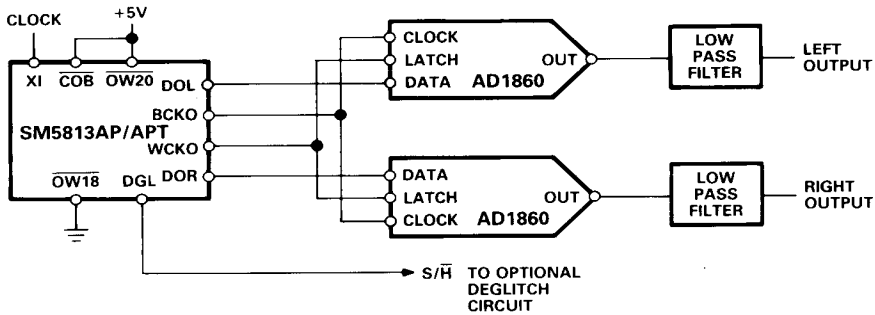 CLOCK
+5V
XI
COB
OW20
DOL
BCKO
SM5813AP/APT
WCKO
OW18
DGL
DOR
CLOCK
LATCH
DATA
OUT
AD1860
LOW
PASS
FILTER
LEFT
OUTPUT
DATA
LATCH
CLOCK
OUT
AD1860
LOW
PASS
FILTER
RIGHT
OUTPUT
S/H̅ TO OPTIONAL
DEGLITCH
CIRCUIT